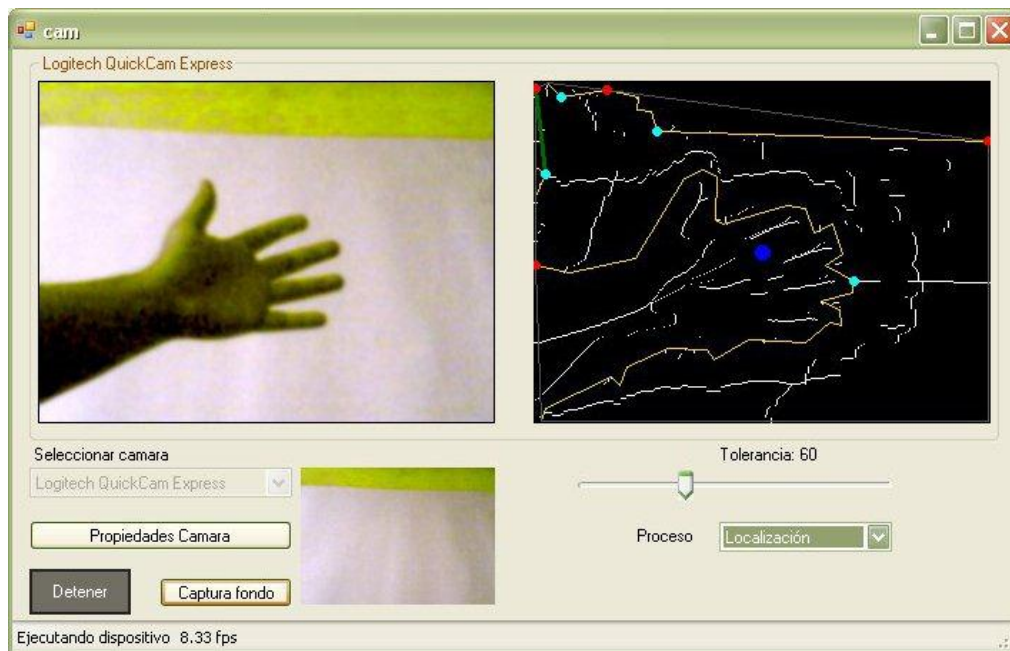 cam
Logitech QuickCam Express
Seleccionar camara
Logitech QuickCam Express
Propiedades Camara
Detener
Captura fondo
Tolerancia: 60
Proceso
Localización
Ejecutando dispositivo 8.33 fps